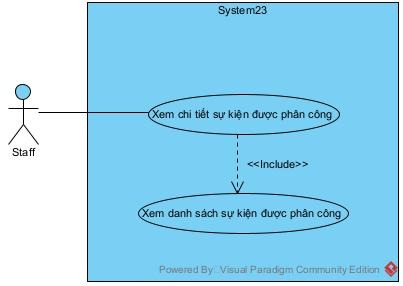 System23
Xem chi tiết sự kiện được phân công
Staff
<<Include>>
Xem danh sách sự kiện được phân công
Powered By: Visual Paradigm Community Edition